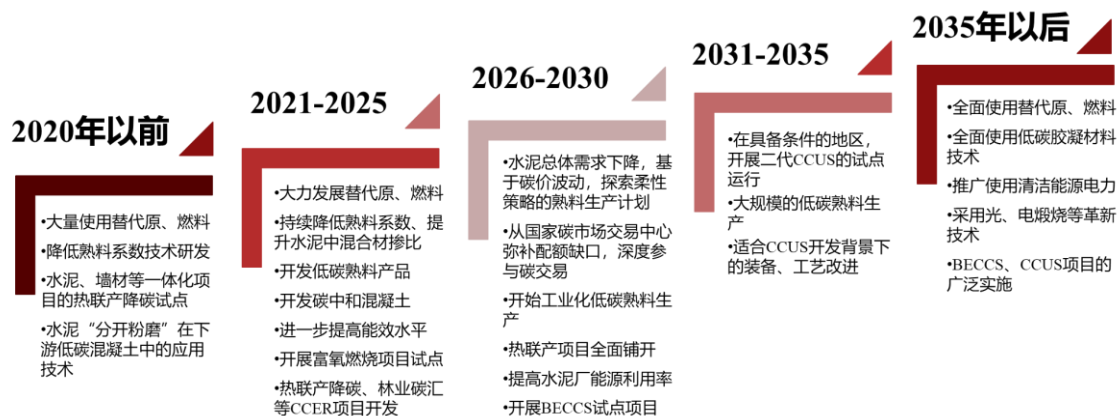 2020年以前
•大量使用替代原、燃料
•降低熟料系数技术研发
•水泥、墙材等一体化项
目的热联产降碳试点
•水泥“分开粉磨”在下
游低碳混凝土中的应用
技术
2021-2025
•大力发展替代原、燃料
•持续降低熟料系数、提
升水泥中混合材掺比
•开发低碳熟料产品
•开发碳中和混凝土
•进一步提高能效水平
•开展富氧燃烧项目试点
•热联产降碳、林业碳汇
等CCER项目开发
2026-2030
•水泥总体需求下降，基
于碳价波动，探索柔性
策略的熟料生产计划
•从国家碳市场交易中心
弥补配额缺口，深度参
与碳交易
•开始工业化低碳熟料生
产
•热联产项目全面铺开
•提高水泥厂能源利用率
•开展BECCS试点项目
2031-2035
•在具备条件的地区，
开展二代CCUS的试点
运行
•大规模的低碳熟料生
产
•适合CCUS开发背景下
的装备、工艺改进
2035年以后
•全面使用替代原、燃料
•全面使用低碳胶凝材料
技术
•推广使用清洁能源电力
•采用光、电煅烧等革新
技术
•BECCS、CCUS项目的
广泛实施